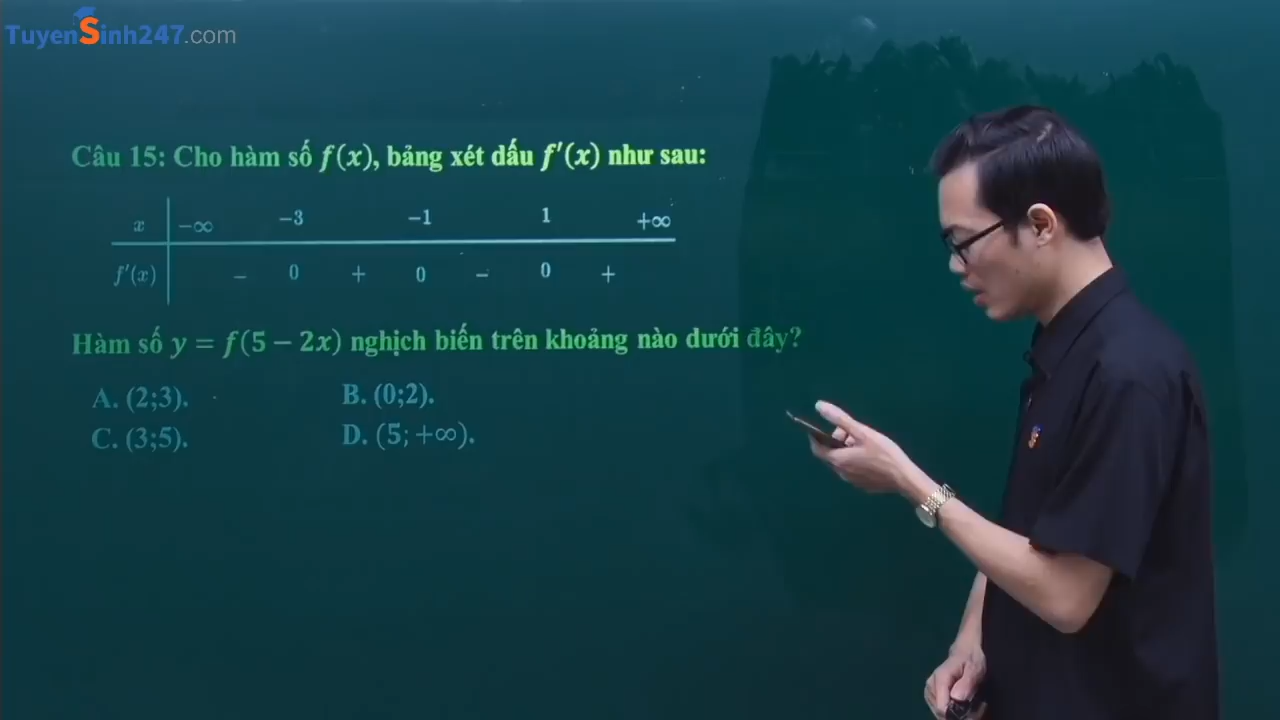 TuyenSinh247.com
Câu 15: Cho hàm số f(x), bảng xét dấu f'(x) như sau:
x −∞ −3 −1 1 +∞
f'(x) − 0 + 0 − 0 +
Hàm số y = f(5 − 2x) nghịch biến trên khoảng nào dưới đây?
A. (2;3). B. (0;2).
C. (3;5). D. (5; +∞).